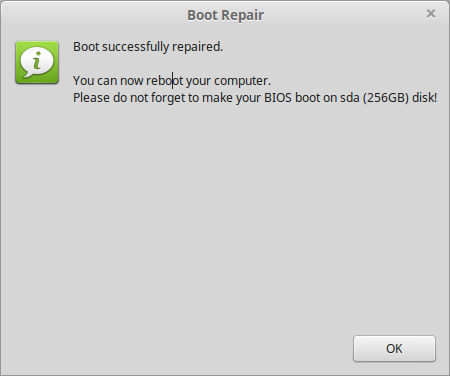 Boot Repair
Boot successfully repaired.
You can now reboot your computer.
Please do not forget to make your BIOS boot on sda (256GB) disk!
OK